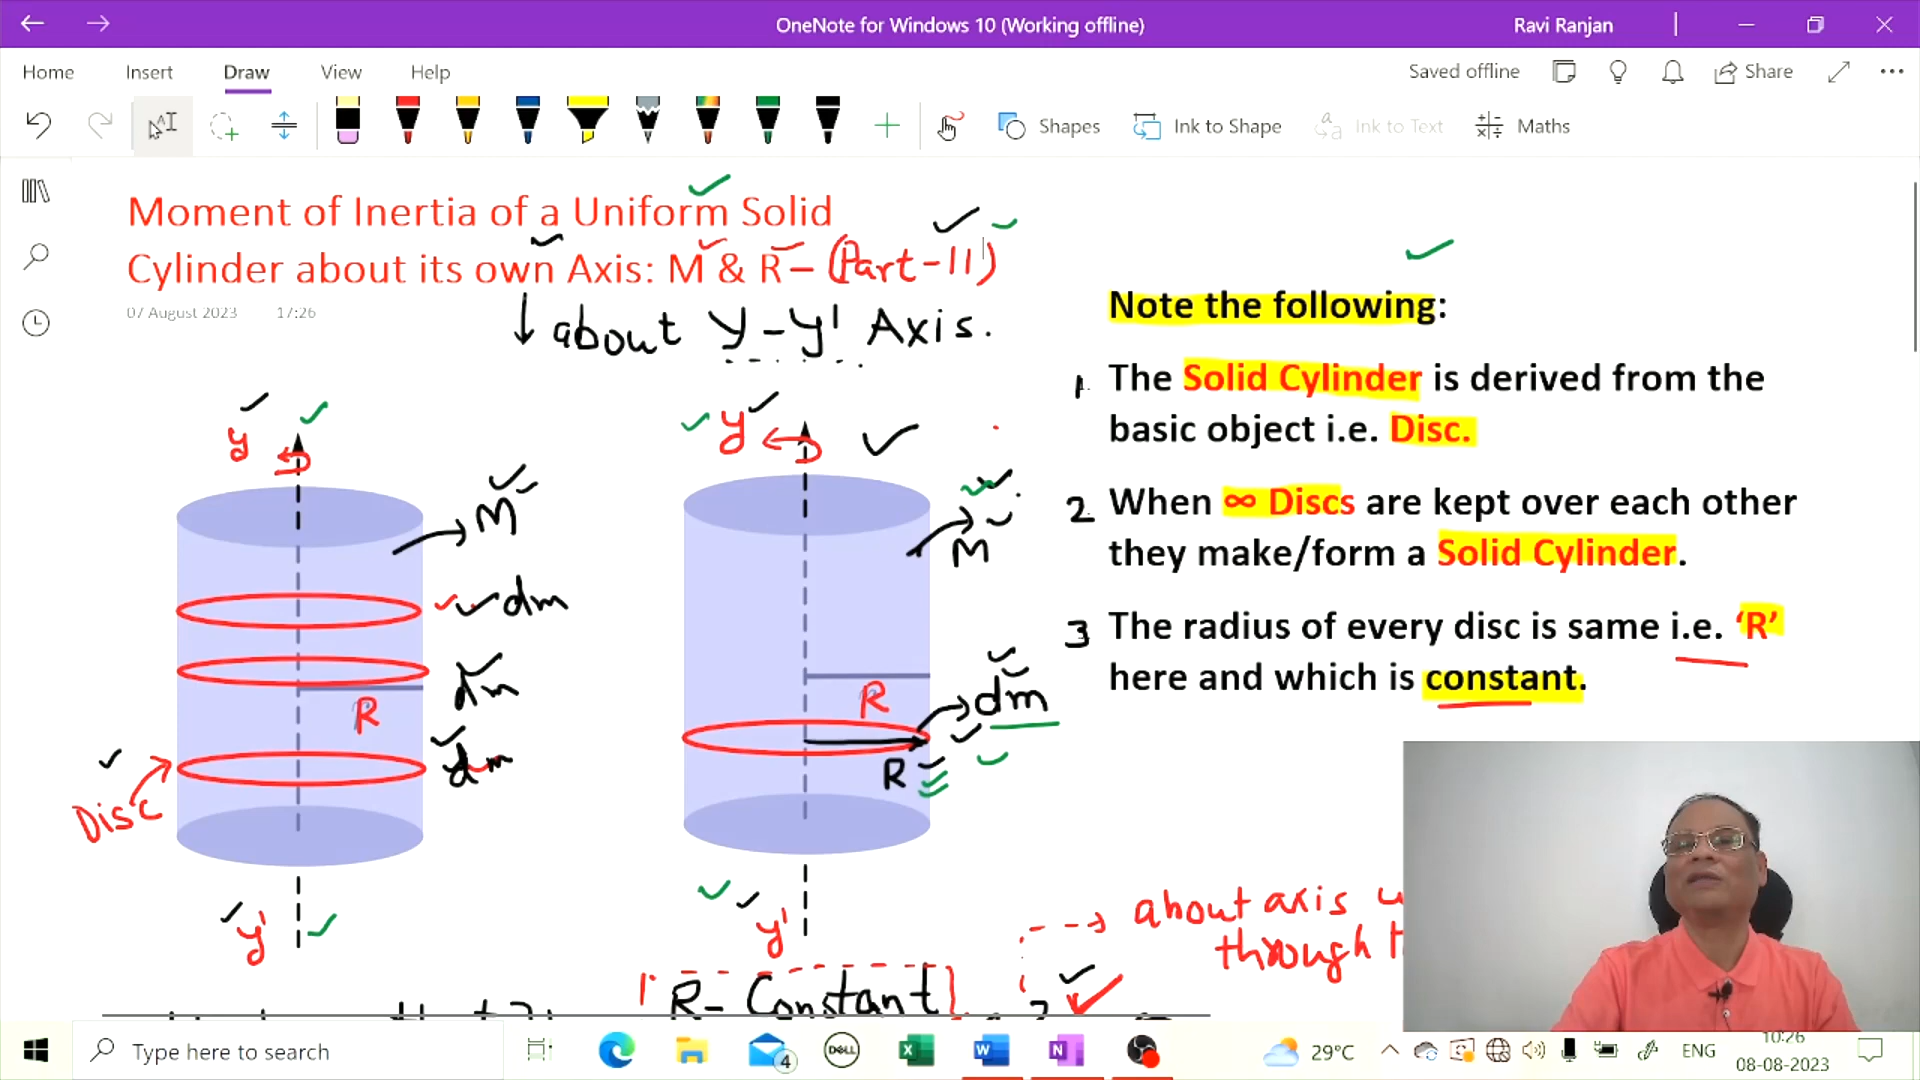 OneNote for Windows 10 (Working offline)
Ravi Ranjan
Home Insert Draw View Help
Saved offline
Share
Shapes
Ink to Shape
Ink to Text
Maths
Moment of Inertia of a Uniform Solid
Cylinder about its own Axis: M & R - (Part-II)
07 August 2023 17:26
about Y-Y' Axis.
y
M
dm
dm
R
dm
Disc
y'
y
M
R
dm
R
y'
Note the following:
1. The Solid Cylinder is derived from the
basic object i.e. Disc.
2 When ∞ Discs are kept over each other
they make/form a Solid Cylinder.
3 The radius of every disc is same i.e. ‘R’
here and which is constant.
about axis
through
R- Constant
Type here to search
DELL
4
29°C
ENG
10:26
08-08-2023